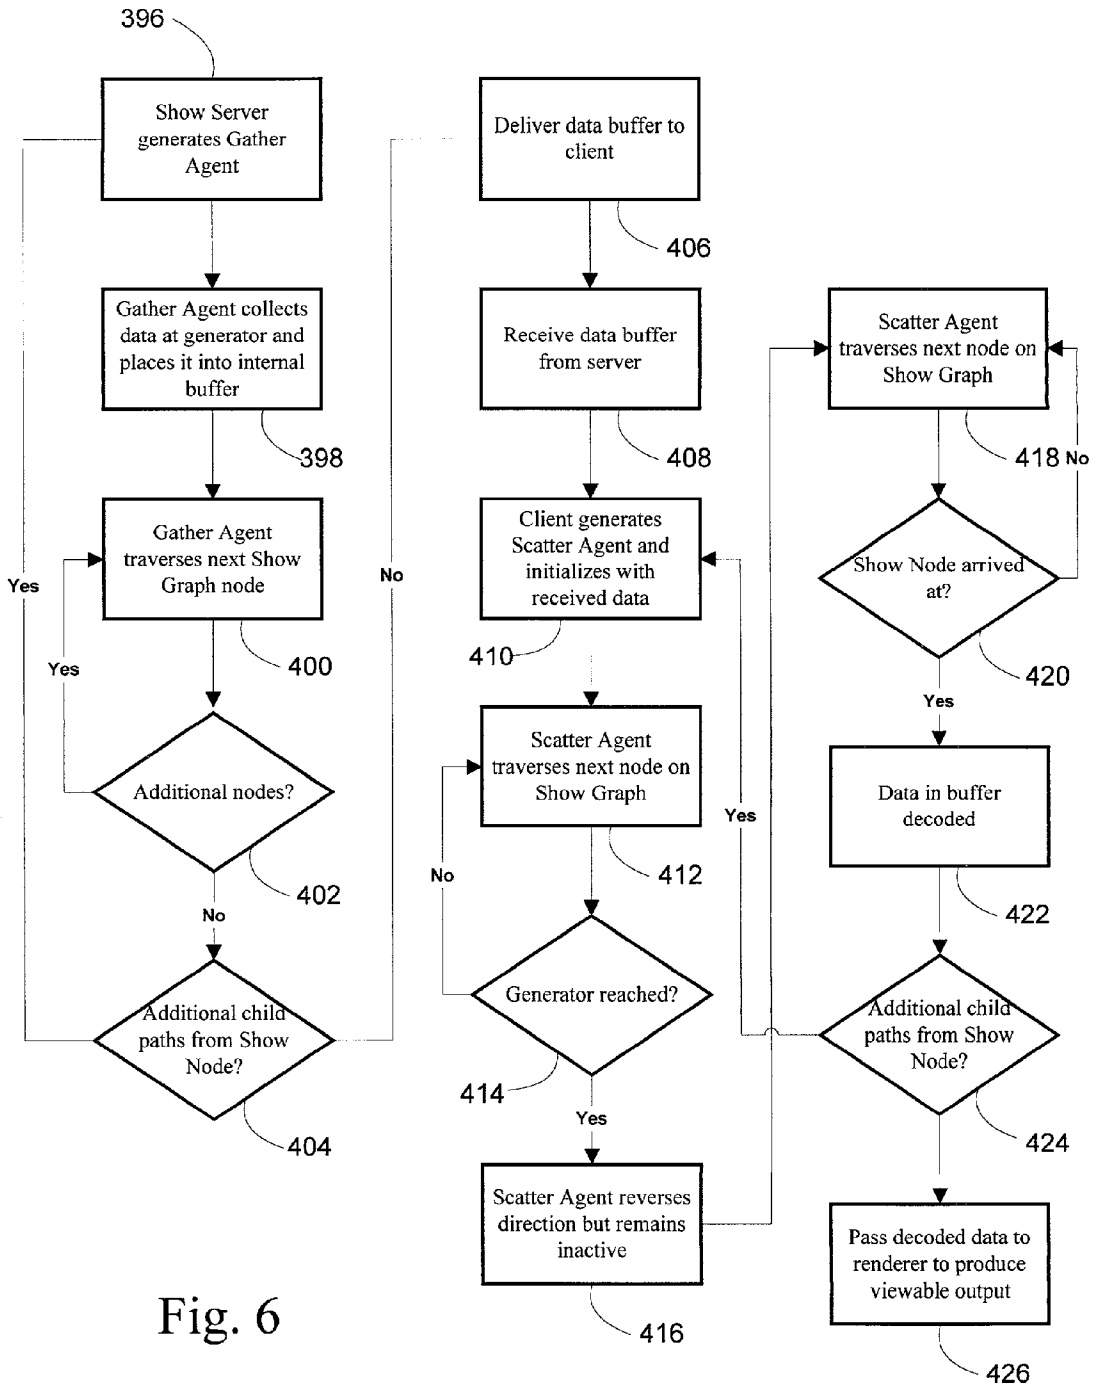 396
Show Server
generates Gather
Agent
Gather Agent collects
data at generator and
places it into internal
buffer
398
Gather Agent
traverses next Show
Graph node
400
Yes
Yes
Additional nodes?
402
No
Additional child
paths from Show
Node?
404
No
Deliver data buffer to
client
406
Receive data buffer
from server
408
Client generates
Scatter Agent and
initializes with
received data
410
Scatter Agent
traverses next node on
Show Graph
412
No
Generator reached?
414
Yes
Scatter Agent reverses
direction but remains
inactive
416
Scatter Agent
traverses next node on
Show Graph
418
No
Show Node arrived
at?
420
Yes
Data in buffer
decoded
422
Yes
Additional child
paths from Show
Node?
424
Pass decoded data to
renderer to produce
viewable output
426
Fig. 6